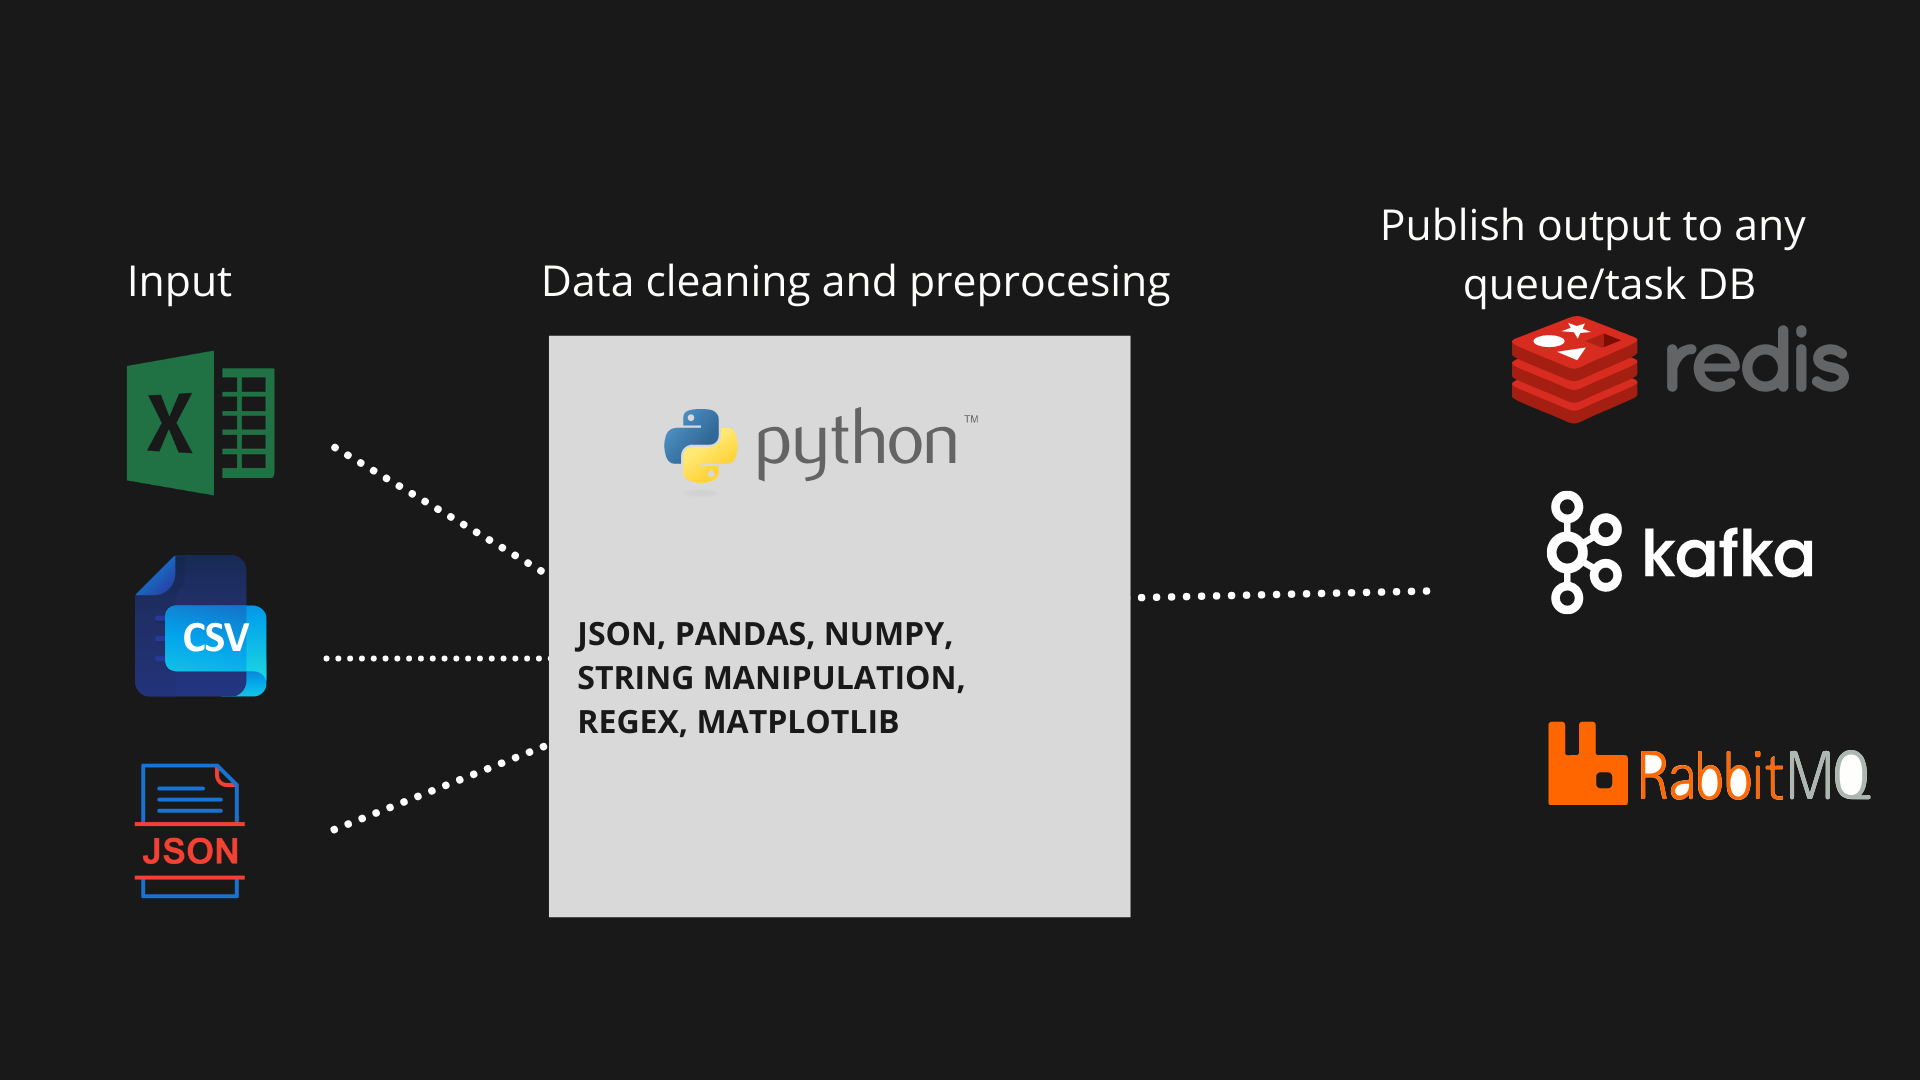 Publish output to any
queue/task DB
Input
Data cleaning and preprocesing
X
CSV
JSON
python™
JSON, PANDAS, NUMPY,
STRING MANIPULATION,
REGEX, MATPLOTLIB
redis
kafka
RabbitMQ